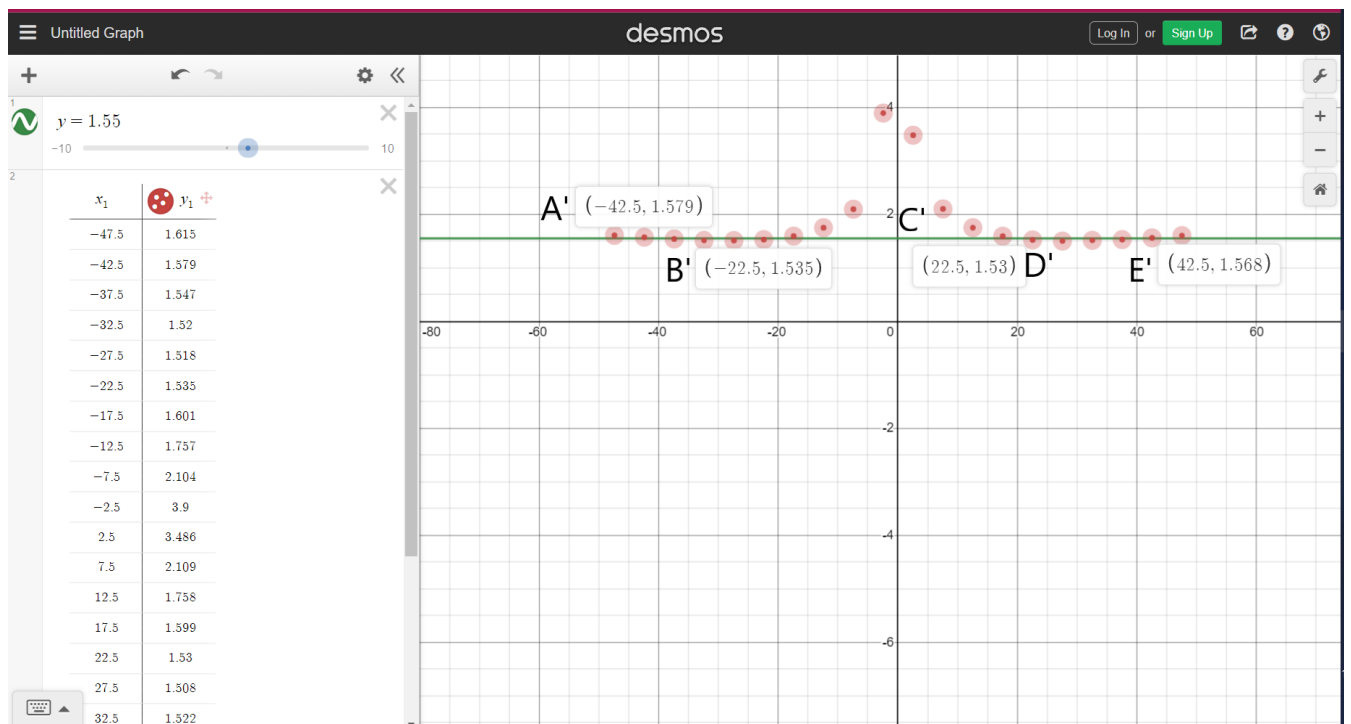 Untitled Graph
desmos
Log In or Sign Up
1
y = 1.55
-10
10
2
x₁ y₁
-47.5 1.615
-42.5 1.579
-37.5 1.547
-32.5 1.52
-27.5 1.518
-22.5 1.535
-17.5 1.601
-12.5 1.757
-7.5 2.104
-2.5 3.9
2.5 3.486
7.5 2.109
12.5 1.758
17.5 1.599
22.5 1.53
27.5 1.508
32.5 1.522
4
A' (-42.5, 1.579)
2
C'
B' (-22.5, 1.535)
(22.5, 1.53) D'
E' (42.5, 1.568)
-80 -60 -40 -20 0 20 40 60
-2
-4
-6